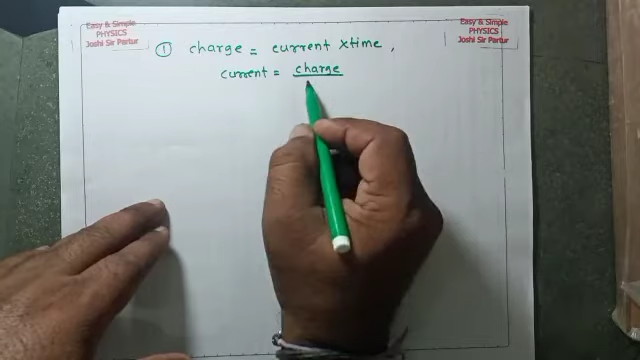 Easy & Simple
PHYSICS
Joshi Sir Partur
Easy & Simple
PHYSICS
Joshi Sir Partur
① charge = current x time,
current = charge